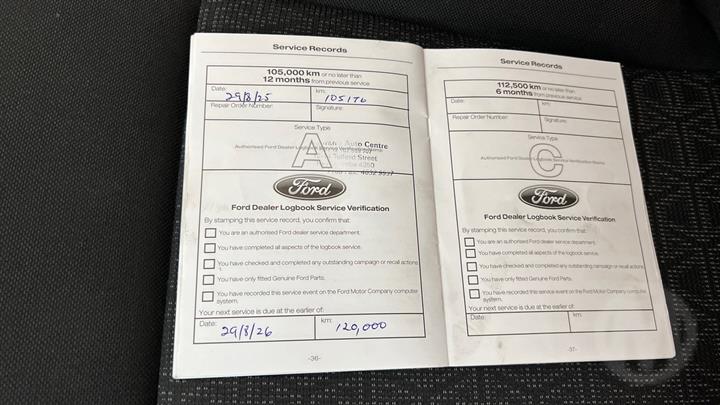 Service Records
105,000 km or no later than
12 months from previous service
Date: 29/8/25
km: 105170
Repair Order Number:
Signature:
Service Type
A
Auto Centre
Telford Street
4350
Authorised Ford Dealer
Ford
Ford Dealer Logbook Service Verification
By stamping this service record, you confirm that:
You are an authorised Ford dealer service department.
You have completed all aspects of the logbook service.
You have checked and completed any outstanding campaign or recall actions
You have only fitted Genuine Ford Parts.
You have recorded this service event on the Ford Motor Company computer
system.
Your next service is due at the earlier of:
Date: 29/8/26
km: 120,000
-36-
Service Records
112,500 km or no later than
6 months from previous service
Date:
km:
Repair Order Number:
Signature:
Service Type
C
Authorised Ford Dealer Logbook Service Verification Stamp
Ford
Ford Dealer Logbook Service Verification
By stamping this service record, you confirm that:
You are an authorised Ford dealer service department.
You have completed all aspects of the logbook service.
You have checked and completed any outstanding campaign or recall actions
You have only fitted Genuine Ford Parts.
You have recorded this service event on the Ford Motor Company computer
system.
Your next service is due at the earlier of:
Date:
km:
-37-